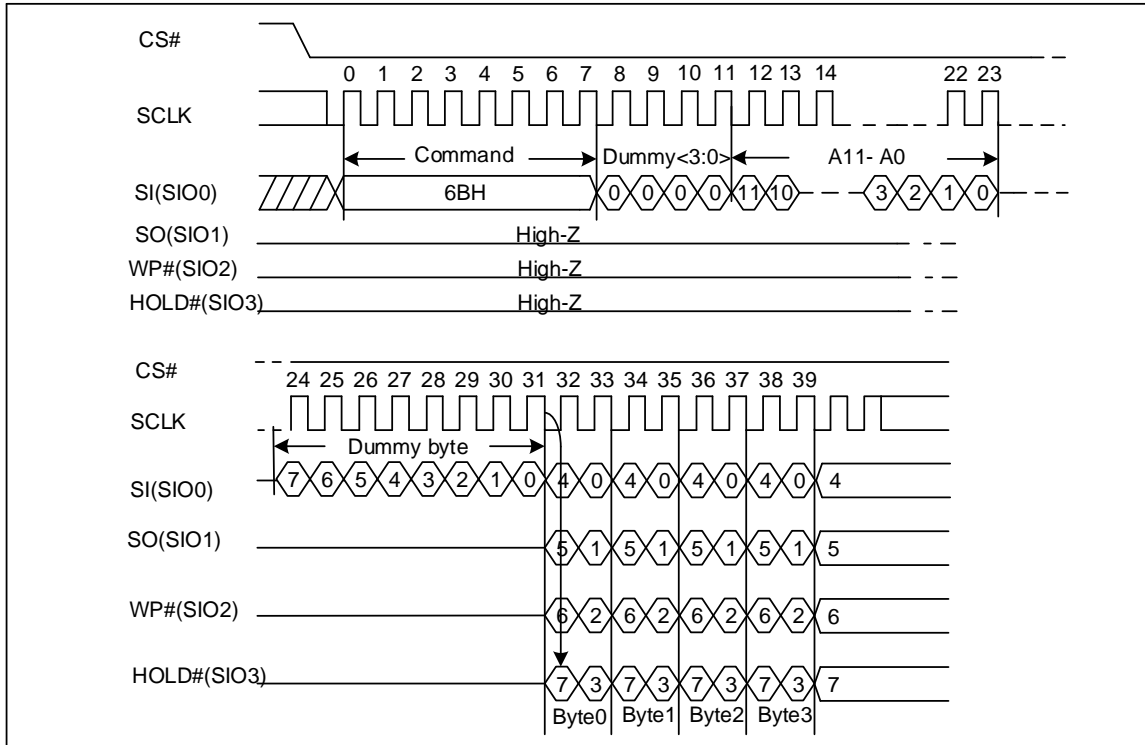 CS#
0 1 2 3 4 5 6 7 8 9 10 11 12 13 14 22 23
SCLK
Command Dummy<3:0> A11- A0
SI(SIO0) 6BH 0 0 0 0 11 10 3 2 1 0
SO(SIO1) High-Z
WP#(SIO2) High-Z
HOLD#(SIO3) High-Z
CS#
24 25 26 27 28 29 30 31 32 33 34 35 36 37 38 39
SCLK
Dummy byte
SI(SIO0) 7 6 5 4 3 2 1 0 4 0 4 0 4 0 4 0 4
SO(SIO1) 5 1 5 1 5 1 5 1 5
WP#(SIO2) 6 2 6 2 6 2 6 2 6
HOLD#(SIO3) 7 3 7 3 7 3 7 3 7
Byte0 Byte1 Byte2 Byte3